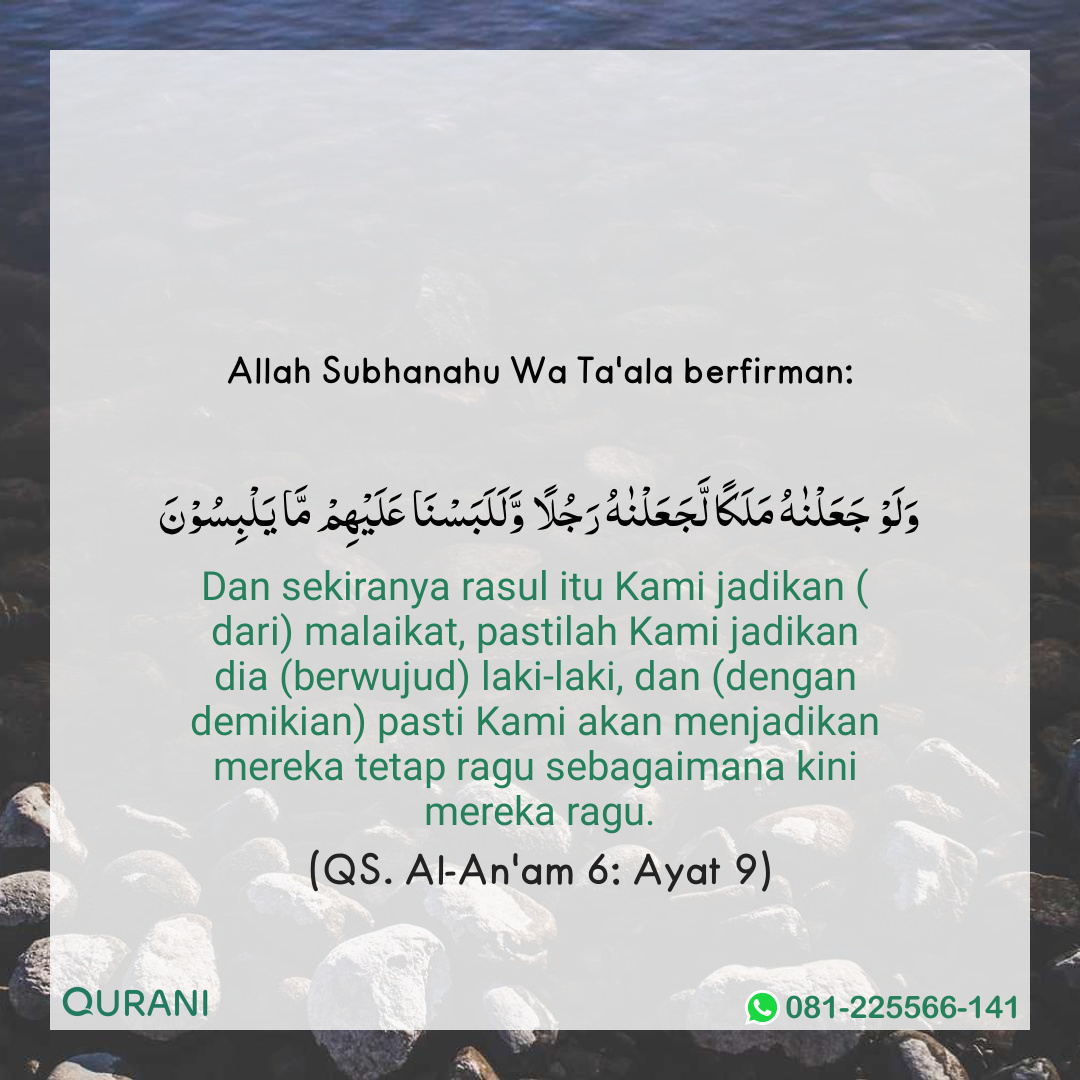 Allah Subhanahu Wa Ta'ala berfirman:
وَلَوْ جَعَلْنٰهُ مَلَكًا لَّجَعَلْنٰهُ رَجُلًا وَّلَلَبَسْنَا عَلَيْهِمْ مَّا يَلْبِسُوْنَ
Dan sekiranya rasul itu Kami jadikan (
dari) malaikat, pastilah Kami jadikan
dia (berwujud) laki-laki, dan (dengan
demikian) pasti Kami akan menjadikan
mereka tetap ragu sebagaimana kini
mereka ragu.
(QS. Al-An'am 6: Ayat 9)
QURANI
081-225566-141